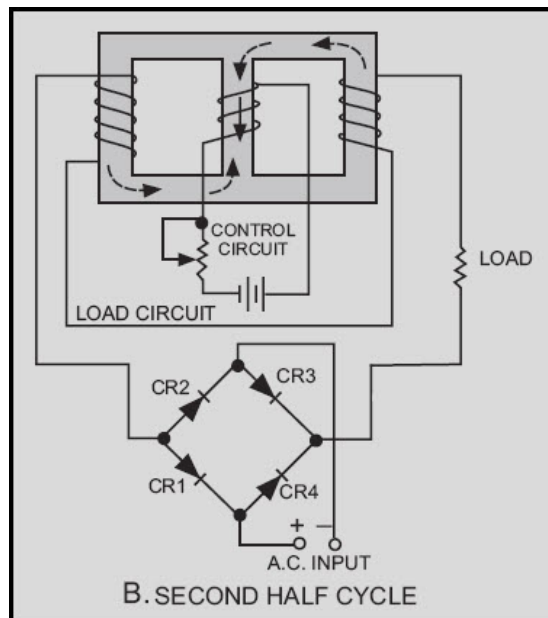 CONTROL
CIRCUIT
LOAD
LOAD CIRCUIT
CR2
CR3
CR1
CR4
+ –
A.C. INPUT
B. SECOND HALF CYCLE